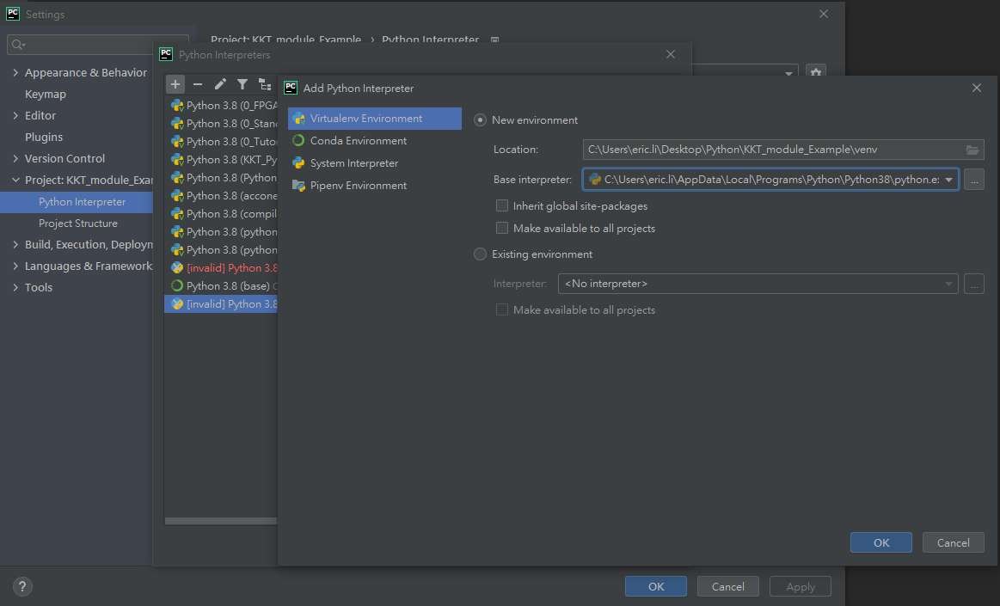 PC Settings
Project: KKT_module_Example › Python Interpreter
PC Python Interpreters
PC Add Python Interpreter
Appearance & Behavior
Keymap
Editor
Plugins
Version Control
Project: KKT_module_Exar
Python Interpreter
Project Structure
Build, Execution, Deployn
Languages & Framework
Tools
Python 3.8 (0_FPGA
Python 3.8 (0_Stan
Python 3.8 (0_Tuto
Python 3.8 (KKT_Py
Python 3.8 (Python
Python 3.8 (accone
Python 3.8 (compil
Python 3.8 (python
Python 3.8 (python
[invalid] Python 3.8
Python 3.8 (base) C
[invalid] Python 3.8
Virtualenv Environment
Conda Environment
System Interpreter
Pipenv Environment
New environment
Location: C:\Users\eric.li\Desktop\Python\KKT_module_Example\venv
Base interpreter: C:\Users\eric.li\AppData\Local\Programs\Python\Python38\python.e
...
Inherit global site-packages
Make available to all projects
Existing environment
Interpreter: <No interpreter>
...
Make available to all projects
OK Cancel
? OK Cancel Apply